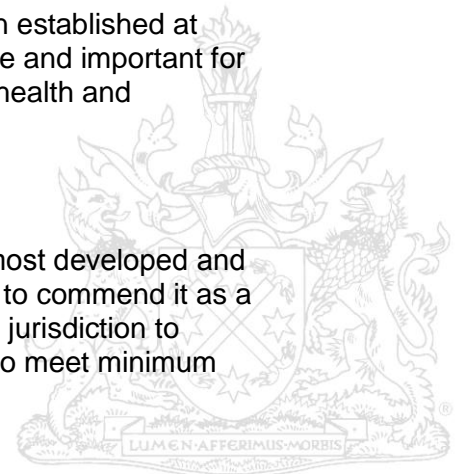 n established at
e and important for
health and
nost developed and
to commend it as a
jurisdiction to
o meet minimum
LUMEN·AFFERIMUS·MORBIS
®